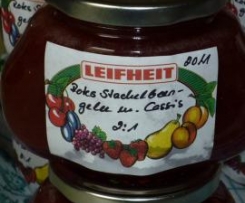 LEIFHEIT
2011
Rote Stachelbeer-
gelee m. Cassis
2:1